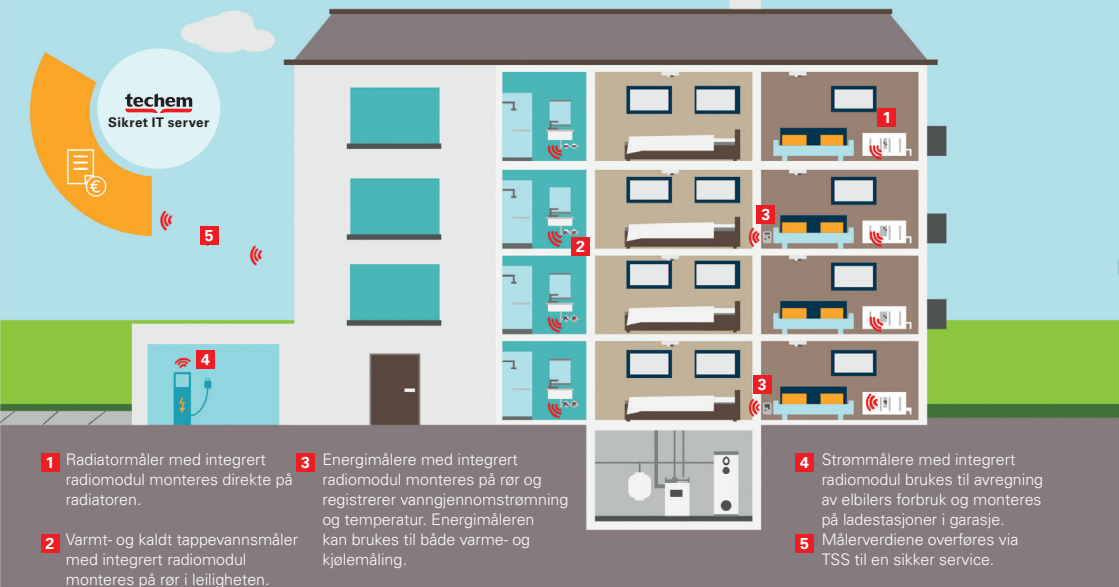 techem
Sikret IT server
1
3
2
5
4
3
1 Radiatormåler med integrert
radiomodul monteres direkte på
radiatoren.
2 Varmt- og kaldt tappevannsmåler
med integrert radiomodul
monteres på rør i leiligheten.
3 Energimålere med integrert
radiomodul monteres på rør og
registrerer vanngjennomstrømning
og temperatur. Energimåleren
kan brukes til både varme- og
kjølemåling.
4 Strømmålere med integrert
radiomodul brukes til avregning
av elbilers forbruk og monteres
på ladestasjoner i garasje.
5 Målerverdiene overføres via
TSS til en sikker service.